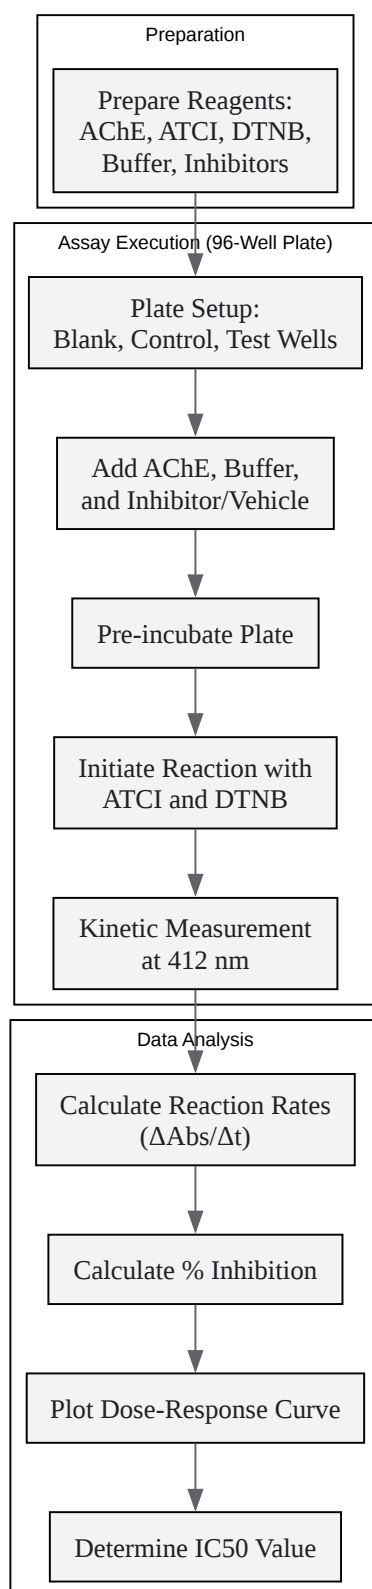 Preparation
Prepare Reagents:
AChE, ATCI, DTNB,
Buffer, Inhibitors
Assay Execution (96-Well Plate)
Plate Setup:
Blank, Control, Test Wells
Add AChE, Buffer,
and Inhibitor/Vehicle
Pre-incubate Plate
Initiate Reaction with
ATCI and DTNB
Kinetic Measurement
at 412 nm
Data Analysis
Calculate Reaction Rates
(ΔAbs/Δt)
Calculate % Inhibition
Plot Dose-Response Curve
Determine IC50 Value